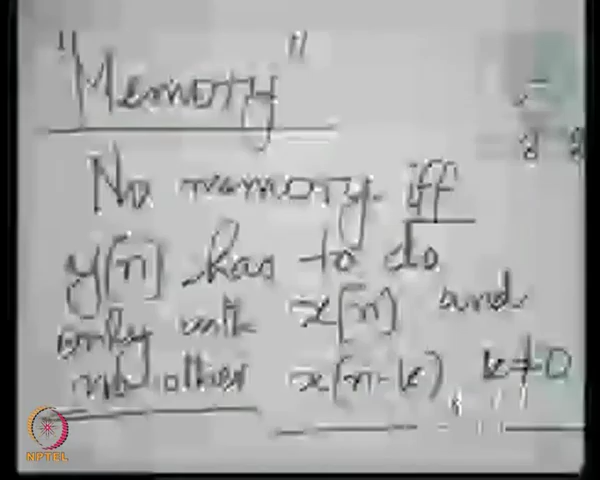 "Memory"
No memory. iff
y[n] has to do
only with x[n] and
no other x[n-k], k≠0
NPTEL